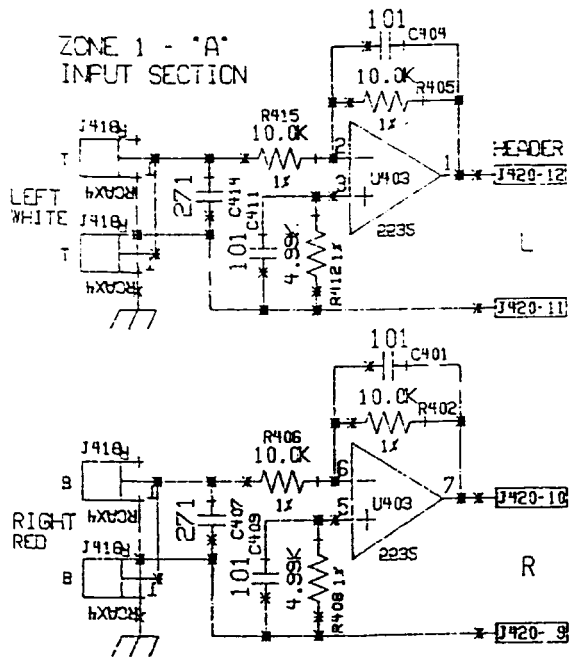 ZONE 1 - "A"
INPUT SECTION
101
C404
10.0K
R405
1%
J418
T
RCAX4
LEFT
WHITE
J418
T
RCAX4
R415
10.0K
1%
271
C414
C411
101
4.99K
R412 1%
2
3
1
U403
2235
HEADER
J420-12
L
J420-11
101
C401
10.0K
R402
1%
J418
B
RCAX4
RIGHT
RED
J418
B
RCAX4
R406
10.0K
1%
271
C407
C409
101
4.99K
R408 1%
6
5
7
U403
2235
J420-10
R
J420-9